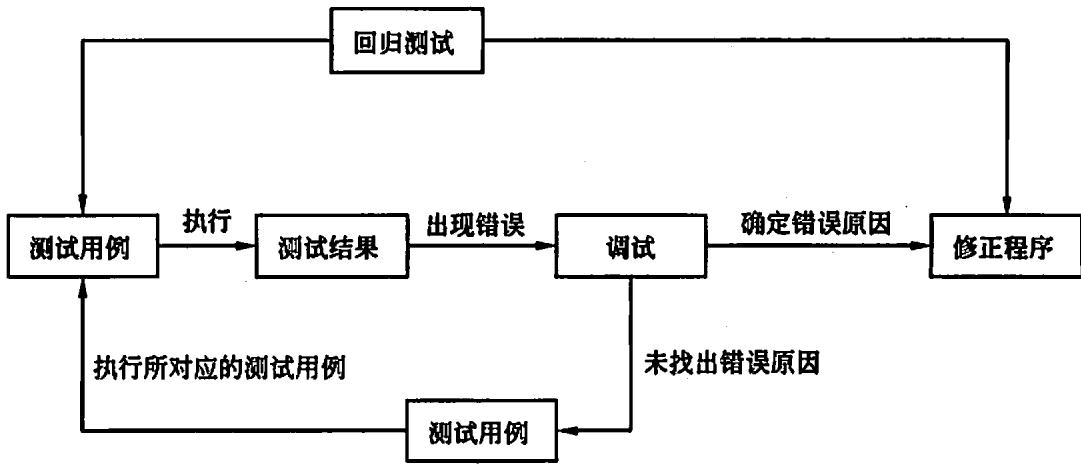 回归测试
测试用例
执行
测试结果
出现错误
调试
确定错误原因
修正程序
执行所对应的测试用例
未找出错误原因
测试用例